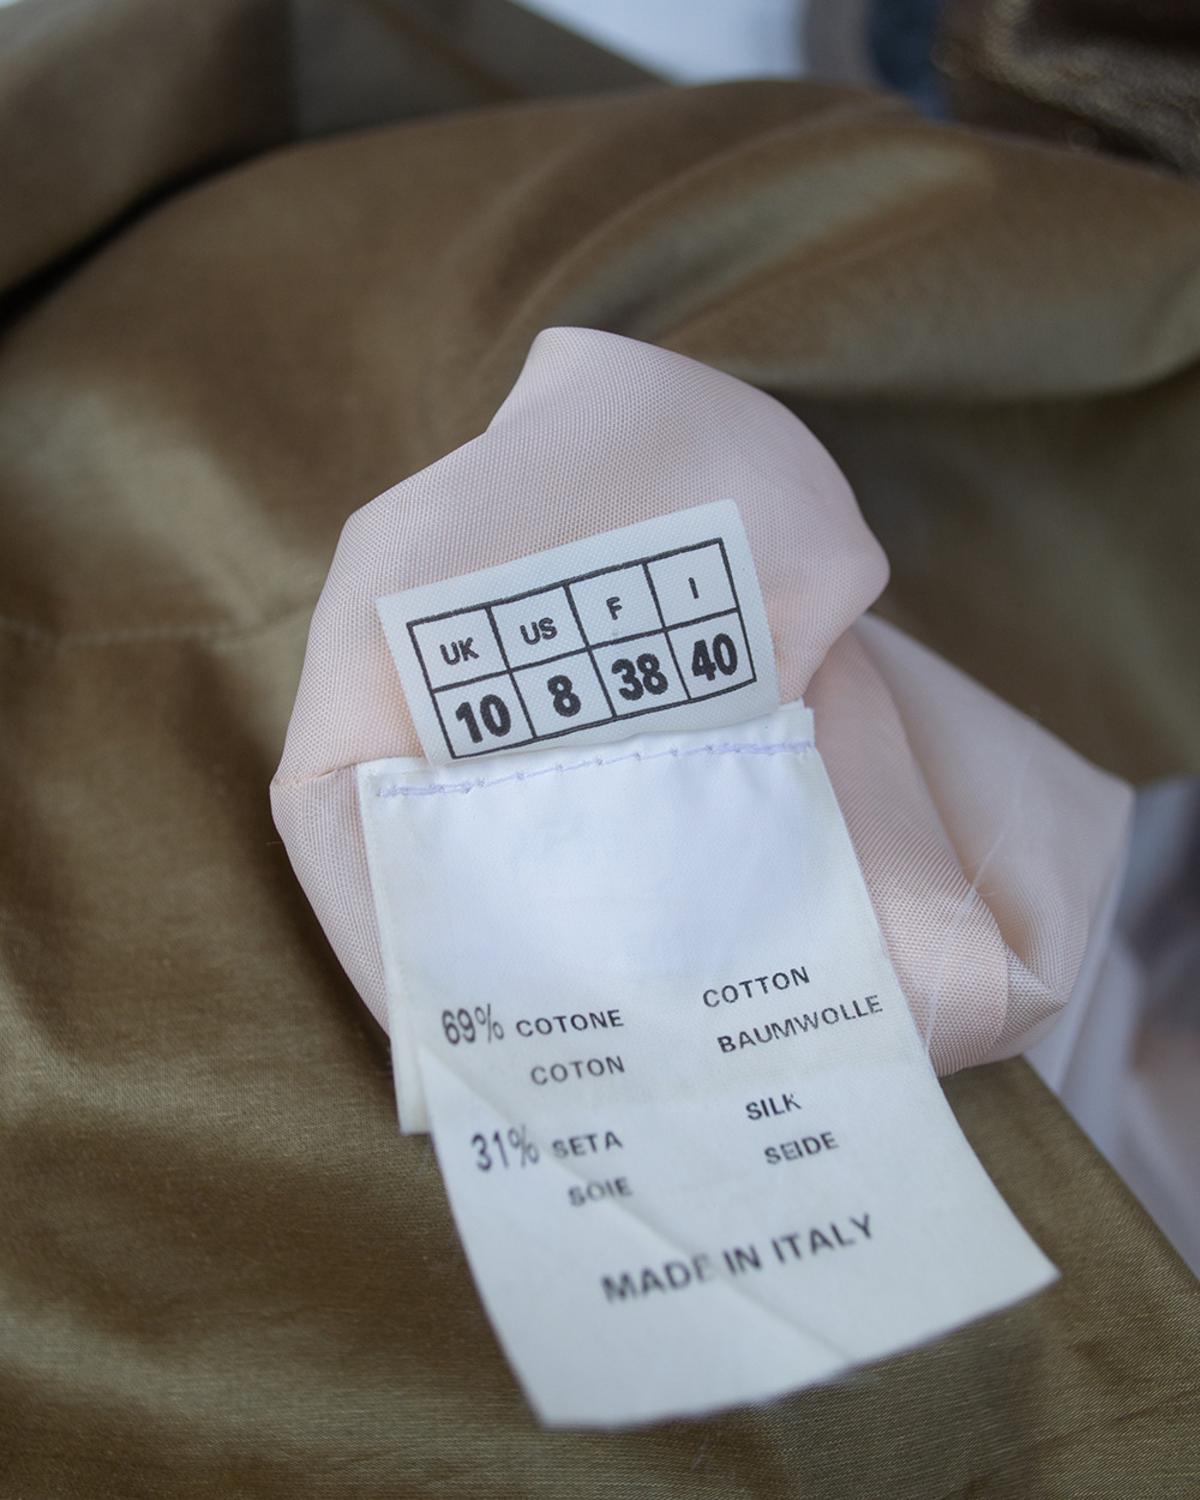 UK US F I
10 8 38 40
69% COTONE COTTON
COTON BAUMWOLLE
31% SETA SILK
SOIE SEIDE
MADE IN ITALY